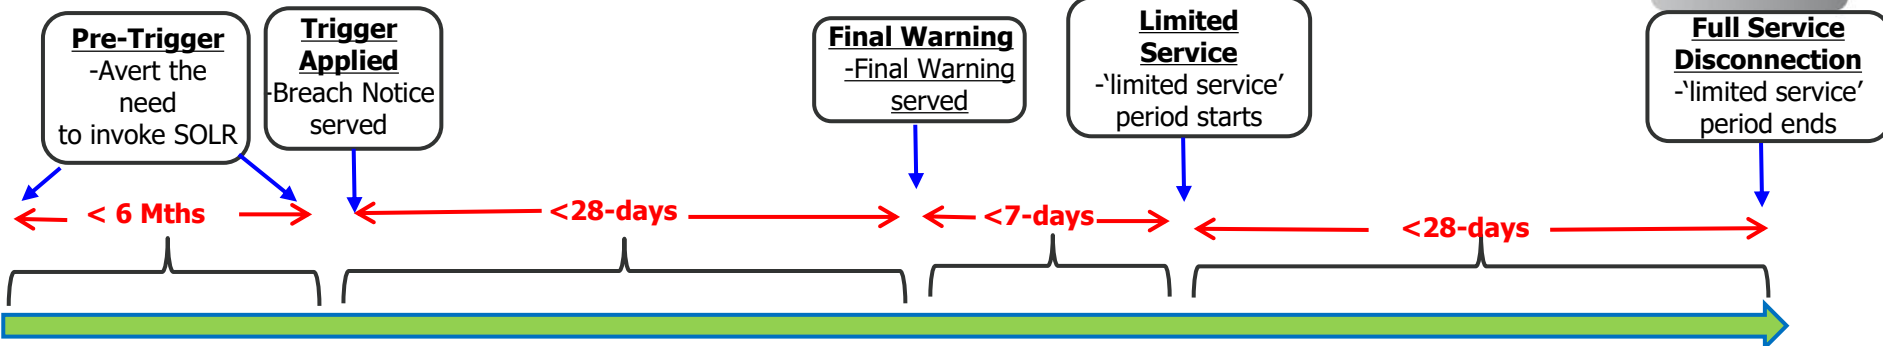 Pre-Trigger
-Avert the
need
to invoke SOLR
Trigger
Applied
-Breach Notice
served
Final Warning
-Final Warning
served
Limited
Service
-‘limited service’
period starts
Full Service
Disconnection
-‘limited service’
period ends
< 6 Mths
<28-days
<7-days
<28-days